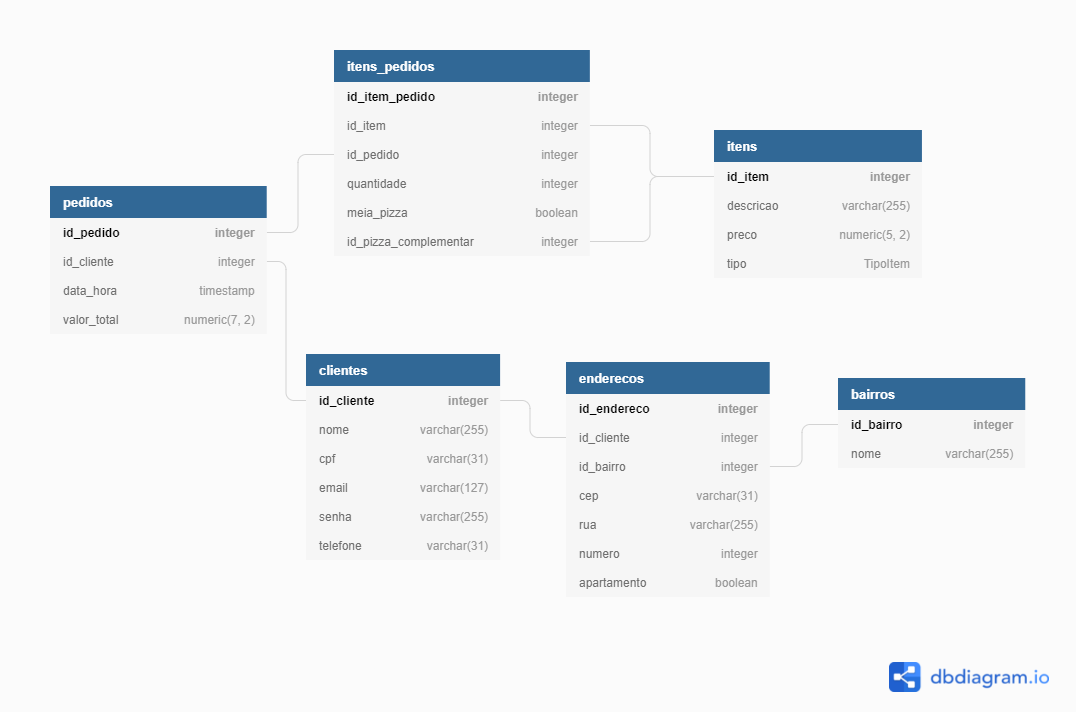 itens_pedidos
id_item_pedido integer
id_item integer
id_pedido integer
quantidade integer
meia_pizza boolean
id_pizza_complementar integer
itens
id_item integer
descricao varchar(255)
preco numeric(5, 2)
tipo TipoItem
pedidos
id_pedido integer
id_cliente integer
data_hora timestamp
valor_total numeric(7, 2)
clientes
id_cliente integer
nome varchar(255)
cpf varchar(31)
email varchar(127)
senha varchar(255)
telefone varchar(31)
enderecos
id_endereco integer
id_cliente integer
id_bairro integer
cep varchar(31)
rua varchar(255)
numero integer
apartamento boolean
bairros
id_bairro integer
nome varchar(255)
dbdiagram.io